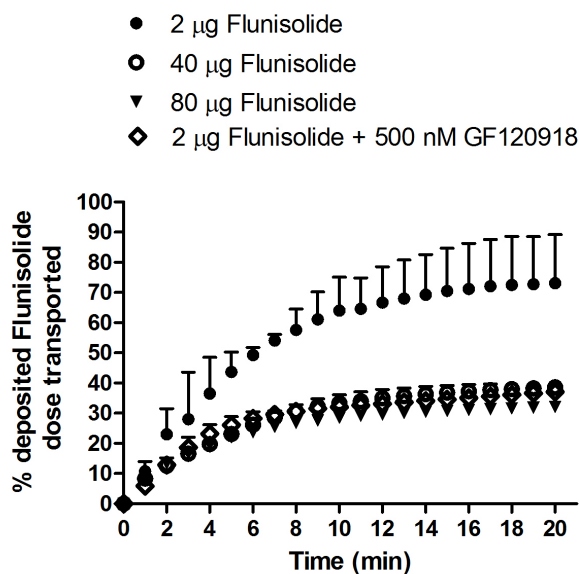 2 µg Flunisolide
40 µg Flunisolide
80 µg Flunisolide
2 µg Flunisolide + 500 nM GF120918
% deposited Flunisolide
dose transported
100
90
80
70
60
50
40
30
20
10
0
0 2 4 6 8 10 12 14 16 18 20
Time (min)